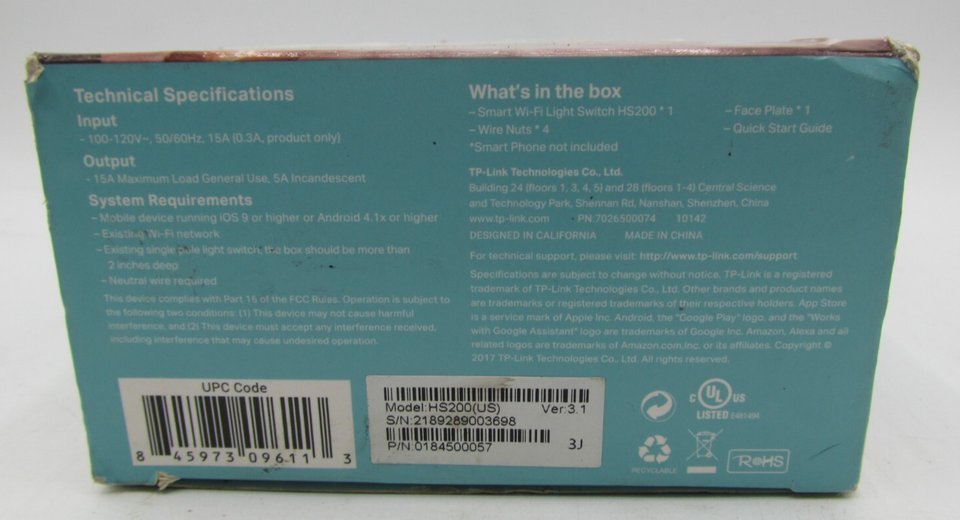 Technical Specifications
Input
- 100-120V~, 50/60Hz, 15A (0.3A, product only)
Output
- 15A Maximum Load General Use, 5A Incandescent
System Requirements
- Mobile device running iOS 9 or higher or Android 4.1x or higher
- Existing Wi-Fi network
- Existing single pole light switch, the box should be more than
2 inches deep
- Neutral wire required
This device complies with Part 15 of the FCC Rules. Operation is subject to
the following two conditions: (1) This device may not cause harmful
interference, and (2) This device must accept any interference received,
including interference that may cause undesired operation.
What's in the box
- Smart Wi-Fi Light Switch HS200 * 1
- Face Plate * 1
- Wire Nuts * 4
- Quick Start Guide
*Smart Phone not included
TP-Link Technologies Co., Ltd.
Building 24 (floors 1, 3, 4, 5) and 28 (floors 1-4) Central Science
and Technology Park, Shennan Rd, Nanshan, Shenzhen, China
www.tp-link.com PN:7026500074 10142
DESIGNED IN CALIFORNIA MADE IN CHINA
For technical support, please visit: http://www.tp-link.com/support
Specifications are subject to change without notice. TP-Link is a registered
trademark of TP-Link Technologies Co., Ltd. Other brands and product names
are trademarks or registered trademarks of their respective holders. App Store
is a service mark of Apple Inc. Android, the "Google Play" logo, and the "Works
with Google Assistant" logo are trademarks of Google Inc. Amazon, Alexa and all
related logos are trademarks of Amazon.com,Inc. or its affiliates. Copyright ©
2017 TP-Link Technologies Co., Ltd. All rights reserved.
UPC Code
8 45973 09611 3
Model:HS200(US) Ver:3.1
S/N:2189289003698
P/N:0184500057 3J
C UL US
LISTED E481494
RECYCLABLE
RoHS